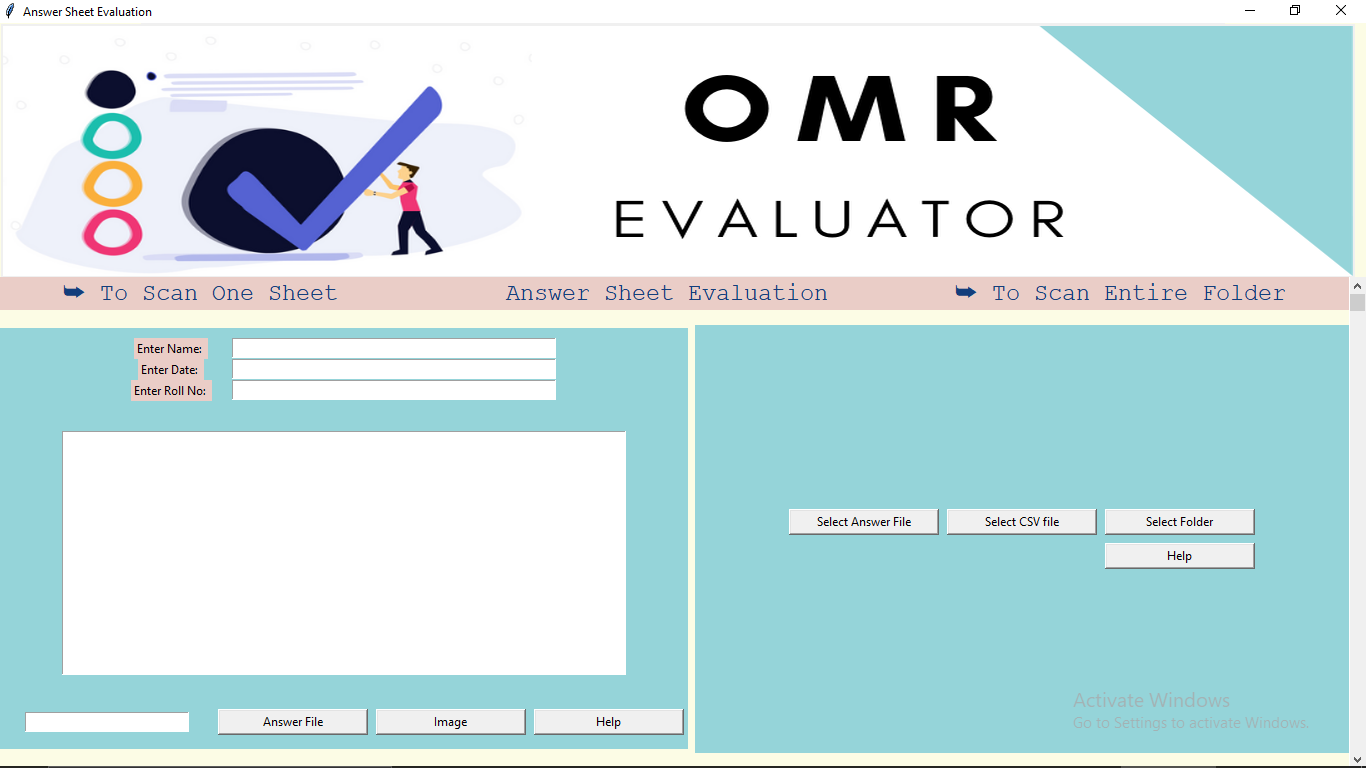 Answer Sheet Evaluation
OMR
EVALUATOR
➥ To Scan One Sheet
Answer Sheet Evaluation
➥ To Scan Entire Folder
Enter Name:
Enter Date:
Enter Roll No:
Answer File
Image
Help
Select Answer File
Select CSV file
Select Folder
Help
Activate Windows
Go to Settings to activate Windows.